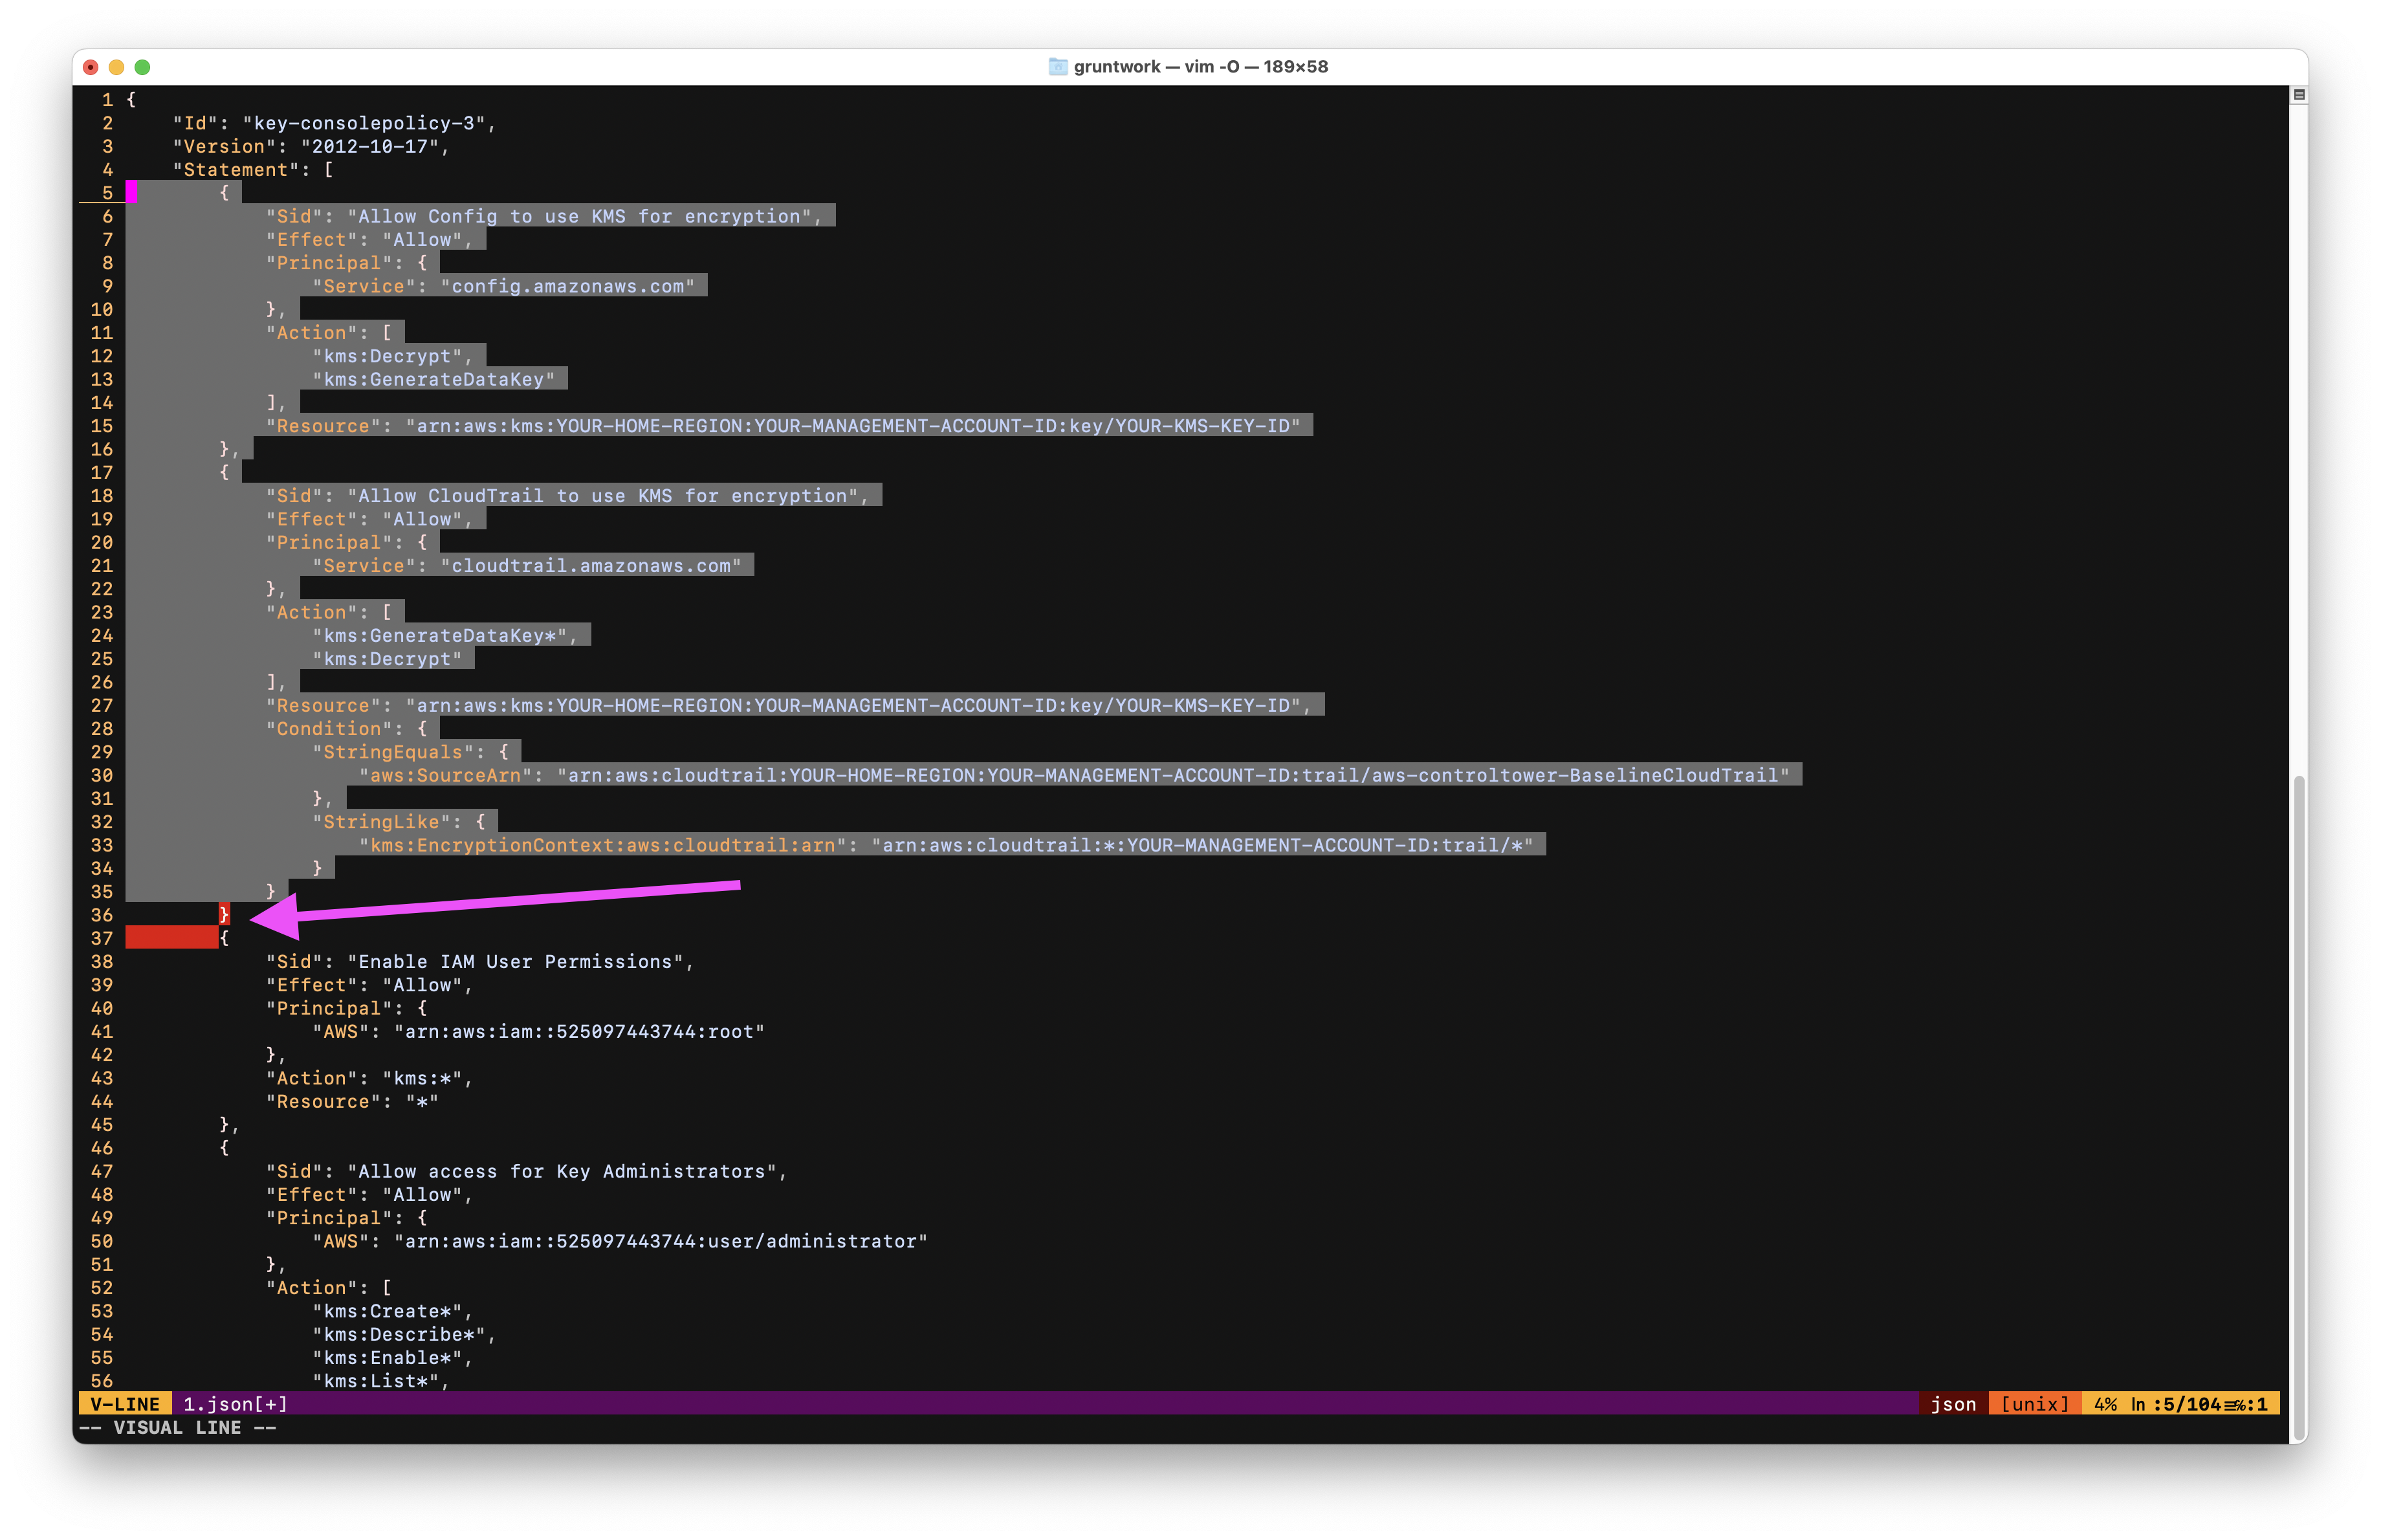 gruntwork — vim -O — 189×58
1 {
2     "Id": "key-consolepolicy-3",
3     "Version": "2012-10-17",
4     "Statement": [
5         {
6             "Sid": "Allow Config to use KMS for encryption",
7             "Effect": "Allow",
8             "Principal": {
9                 "Service": "config.amazonaws.com"
10             },
11             "Action": [
12                 "kms:Decrypt",
13                 "kms:GenerateDataKey"
14             ],
15             "Resource": "arn:aws:kms:YOUR-HOME-REGION:YOUR-MANAGEMENT-ACCOUNT-ID:key/YOUR-KMS-KEY-ID"
16         },
17         {
18             "Sid": "Allow CloudTrail to use KMS for encryption",
19             "Effect": "Allow",
20             "Principal": {
21                 "Service": "cloudtrail.amazonaws.com"
22             },
23             "Action": [
24                 "kms:GenerateDataKey*",
25                 "kms:Decrypt"
26             ],
27             "Resource": "arn:aws:kms:YOUR-HOME-REGION:YOUR-MANAGEMENT-ACCOUNT-ID:key/YOUR-KMS-KEY-ID",
28             "Condition": {
29                 "StringEquals": {
30                     "aws:SourceArn": "arn:aws:cloudtrail:YOUR-HOME-REGION:YOUR-MANAGEMENT-ACCOUNT-ID:trail/aws-controltower-BaselineCloudTrail"
31                 },
32                 "StringLike": {
33                     "kms:EncryptionContext:aws:cloudtrail:arn": "arn:aws:cloudtrail:*:YOUR-MANAGEMENT-ACCOUNT-ID:trail/*"
34                 }
35             }
36         }
37         {
38             "Sid": "Enable IAM User Permissions",
39             "Effect": "Allow",
40             "Principal": {
41                 "AWS": "arn:aws:iam::525097443744:root"
42             },
43             "Action": "kms:*",
44             "Resource": "*"
45         },
46         {
47             "Sid": "Allow access for Key Administrators",
48             "Effect": "Allow",
49             "Principal": {
50                 "AWS": "arn:aws:iam::525097443744:user/administrator"
51             },
52             "Action": [
53                 "kms:Create*",
54                 "kms:Describe*",
55                 "kms:Enable*",
56                 "kms:List*",
V-LINE 1.json[+] json [unix] 4% ln :5/104≡℅:1
-- VISUAL LINE --